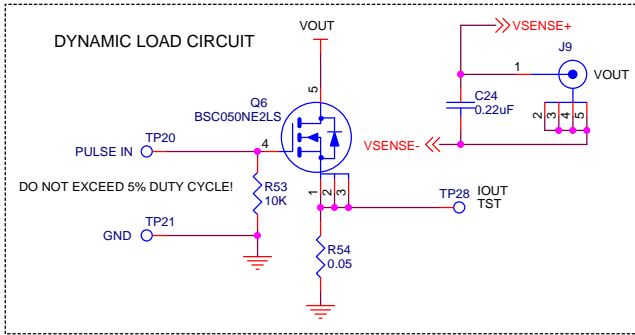 DYNAMIC LOAD CIRCUIT
VOUT
VSENSE+
J9
1
VOUT
5
Q6
BSC050NE2LS
C24
0.22uF
2
3
4
5
TP20
PULSE IN
4
VSENSE-
DO NOT EXCEED 5% DUTY CYCLE!
R53
10K
1
2
3
TP28
IOUT
TST
TP21
GND
R54
0.05